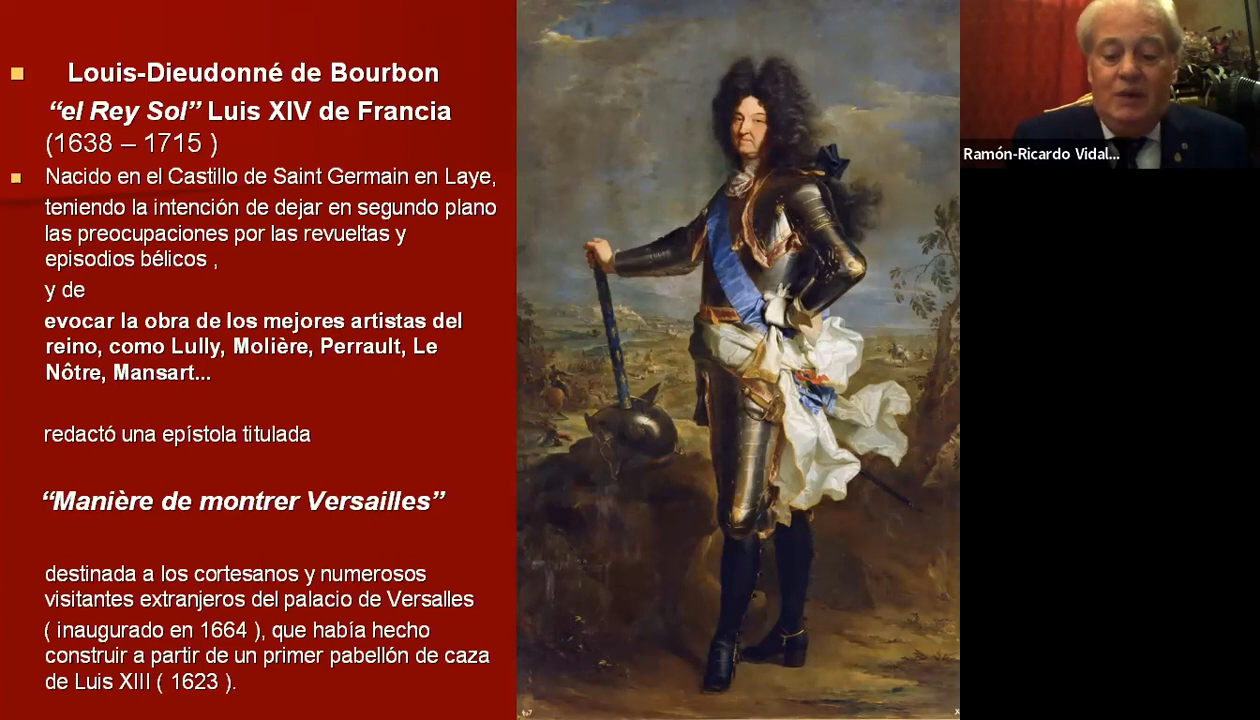 Louis-Dieudonné de Bourbon
“el Rey Sol” Luis XIV de Francia
(1638 – 1715 )
Nacido en el Castillo de Saint Germain en Laye,
teniendo la intención de dejar en segundo plano
las preocupaciones por las revueltas y
episodios bélicos ,
y de
evocar la obra de los mejores artistas del
reino, como Lully, Molière, Perrault, Le
Nôtre, Mansart...
redactó una epístola titulada
“Manière de montrer Versailles”
destinada a los cortesanos y numerosos
visitantes extranjeros del palacio de Versalles
( inaugurado en 1664 ), que había hecho
construir a partir de un primer pabellón de caza
de Luis XIII ( 1623 ).
Ramón-Ricardo Vidal...